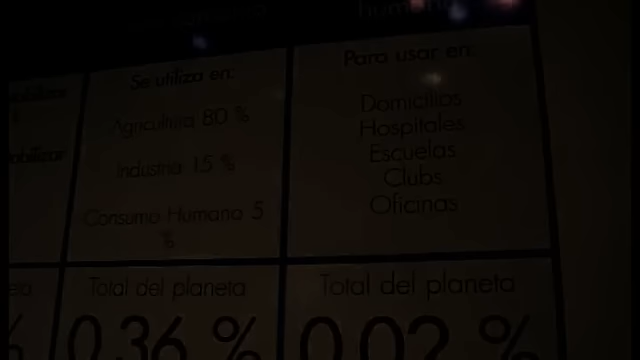 humano
Se utiliza en:
Agricultura 80 %
Industria 15 %
Consumo Humano 5
%
Total del planeta
0.36 %
Para usar en:
Domicilios
Hospitales
Escuelas
Clubs
Oficinas
Total del planeta
0.02 %
%